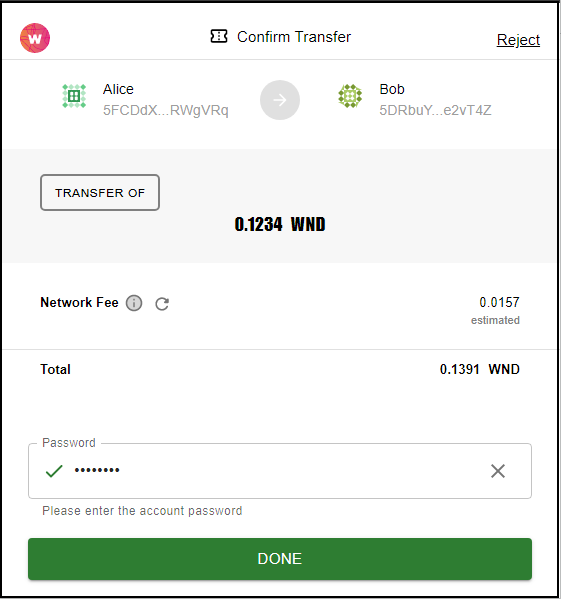 w
Confirm Transfer
Reject
Alice
5FCDdX...RWgVRq
Bob
5DRbuY...e2vT4Z
TRANSFER OF
0.1234 WND
Network Fee
0.0157
estimated
Total
0.1391 WND
Password
••••••••
Please enter the account password
DONE